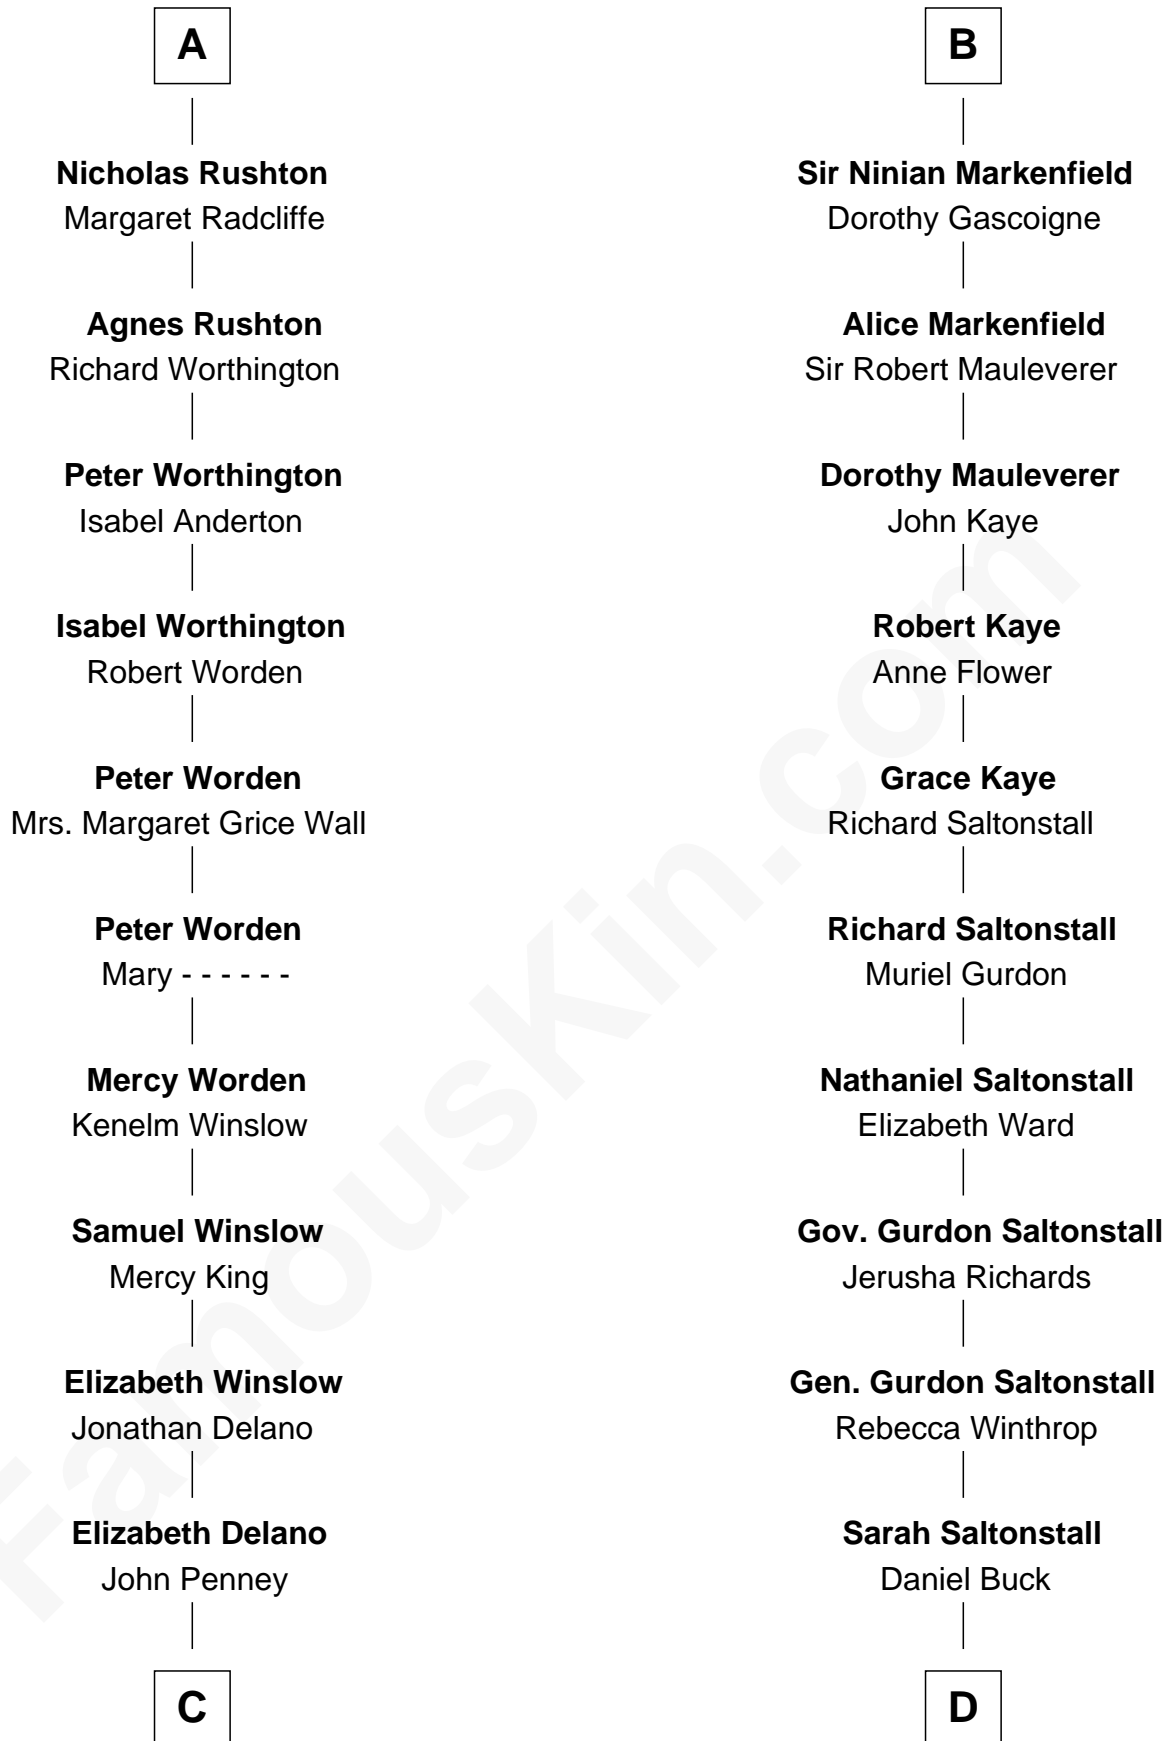 A
Nicholas Rushton
Margaret Radcliffe
Agnes Rushton
Richard Worthington
Peter Worthington
Isabel Anderton
Isabel Worthington
Robert Worden
Peter Worden
Mrs. Margaret Grice Wall
Peter Worden
Mary - - - - - -
Mercy Worden
Kenelm Winslow
Samuel Winslow
Mercy King
Elizabeth Winslow
Jonathan Delano
Elizabeth Delano
John Penney
C
B
Sir Ninian Markenfield
Dorothy Gascoigne
Alice Markenfield
Sir Robert Mauleverer
Dorothy Mauleverer
John Kaye
Robert Kaye
Anne Flower
Grace Kaye
Richard Saltonstall
Richard Saltonstall
Muriel Gurdon
Nathaniel Saltonstall
Elizabeth Ward
Gov. Gurdon Saltonstall
Jerusha Richards
Gen. Gurdon Saltonstall
Rebecca Winthrop
Sarah Saltonstall
Daniel Buck
D
FamousKin.com